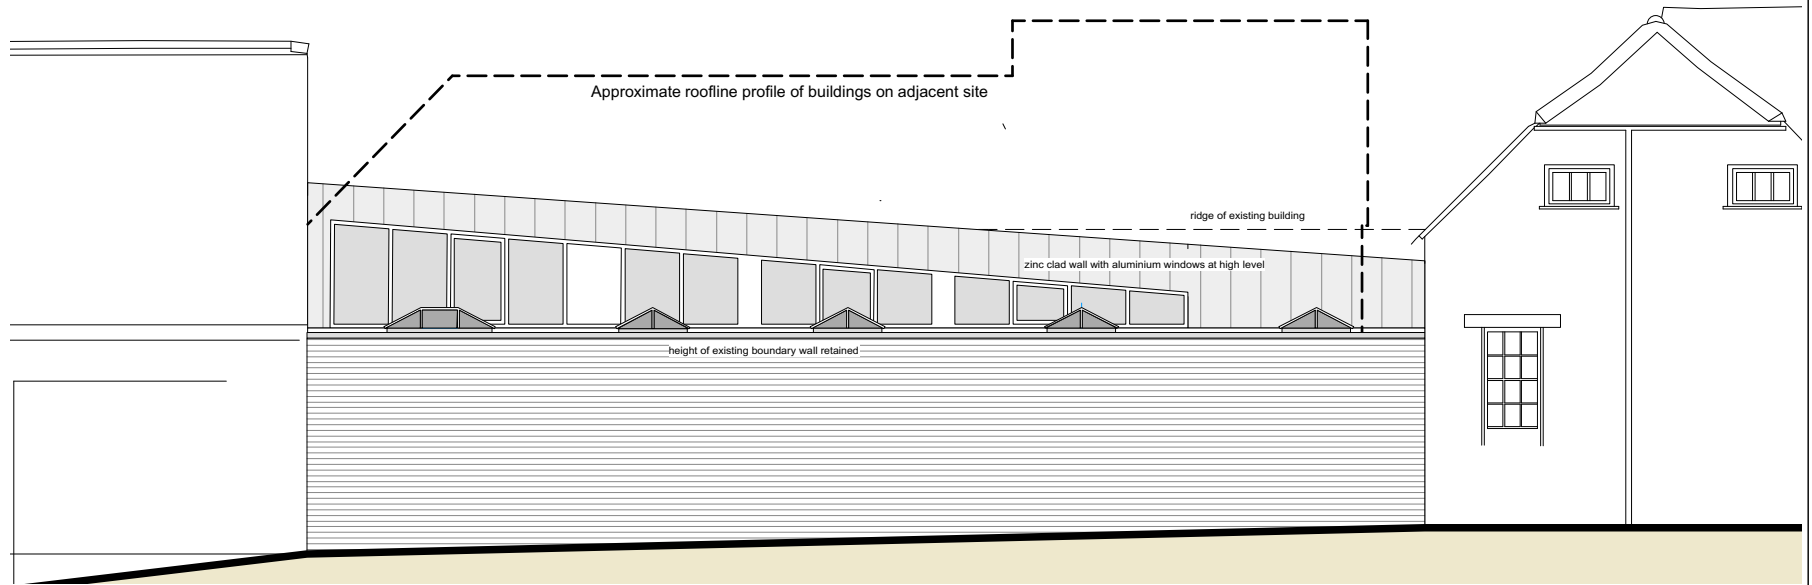 Approximate roofline profile of buildings on adjacent site
ridge of existing building
zinc clad wall with aluminium windows at high level
height of existing boundary wall retained